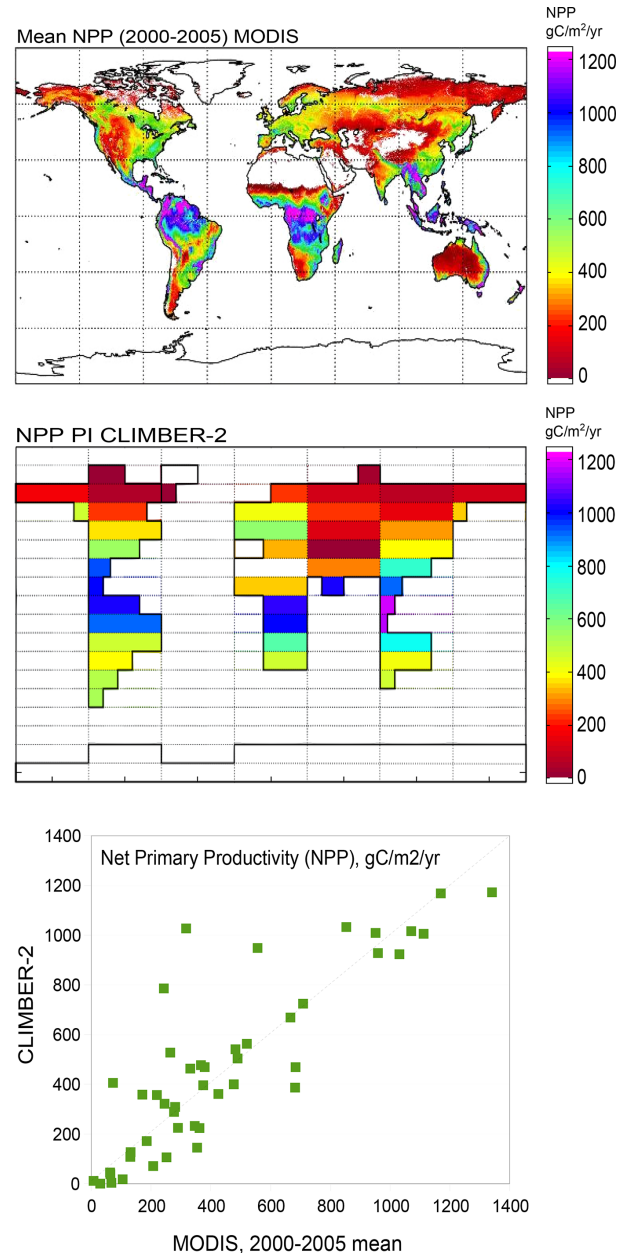 NPP
gC/m²/yr
Mean NPP (2000-2005) MODIS
1200
1000
800
600
400
200
0
NPP
gC/m²/yr
NPP PI CLIMBER-2
1200
1000
800
600
400
200
0
Net Primary Productivity (NPP), gC/m2/yr
1400
1200
1000
800
600
400
200
0
CLIMBER-2
0 200 400 600 800 1000 1200 1400
MODIS, 2000-2005 mean